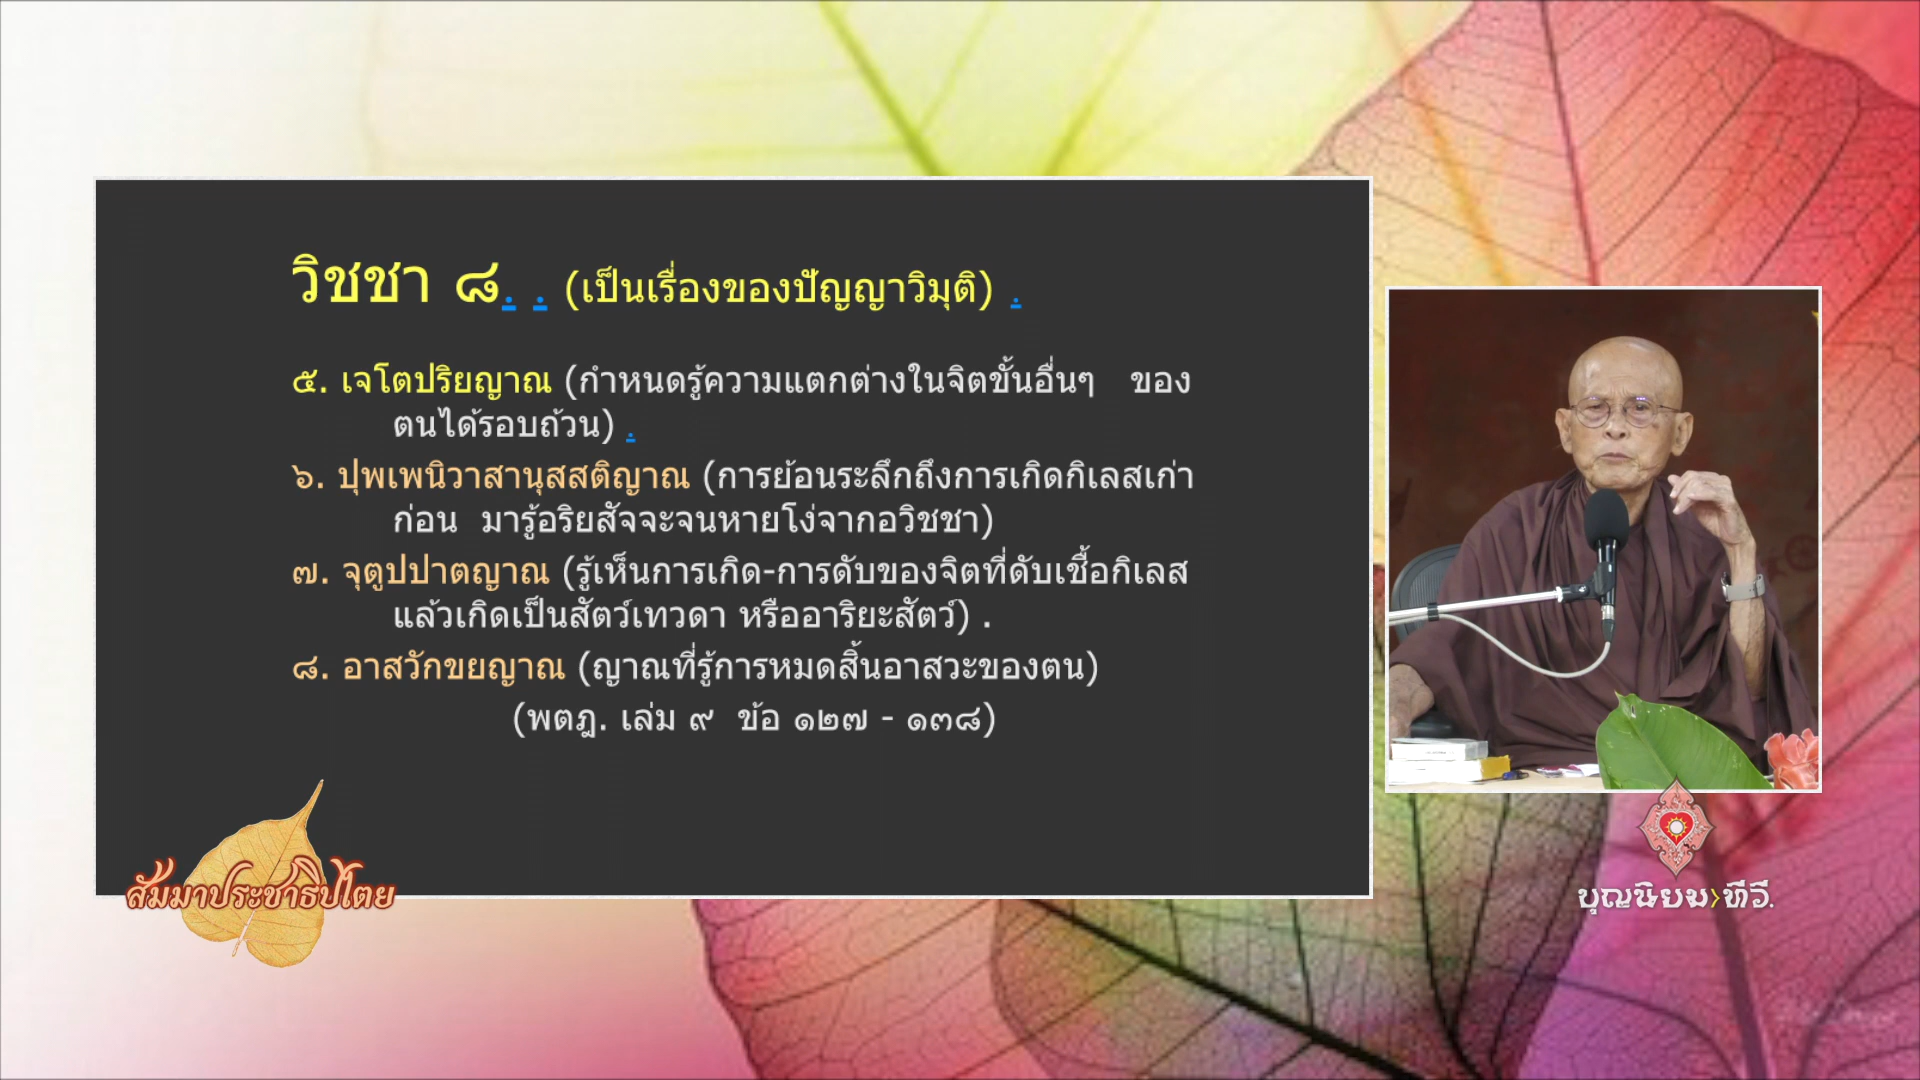 วิชชา ๘. . (เป็นเรื่องของปัญญาวิมุติ) .
๕. เจโตปริยญาณ (กำหนดรู้ความแตกต่างในจิตขั้นอื่นๆ ของ
ตนได้รอบถ้วน) .
๖. ปุพเพนิวาสานุสสติญาณ (การย้อนระลึกถึงการเกิดกิเลสเก่า
ก่อน มารู้อริยสัจจะจนหายโง่จากอวิชชา)
๗. จุตูปปาตญาณ (รู้เห็นการเกิด-การดับของจิตที่ดับเชื้อกิเลส
แล้วเกิดเป็นสัตว์เทวดา หรืออาริยะสัตว์) .
๘. อาสวักขยญาณ (ญาณที่รู้การหมดสิ้นอาสวะของตน)
(พตฎ. เล่ม ๙ ข้อ ๑๒๗ - ๑๓๘)
สัมมาประชาธิปไตย
บุญนิยม>ทีวี.